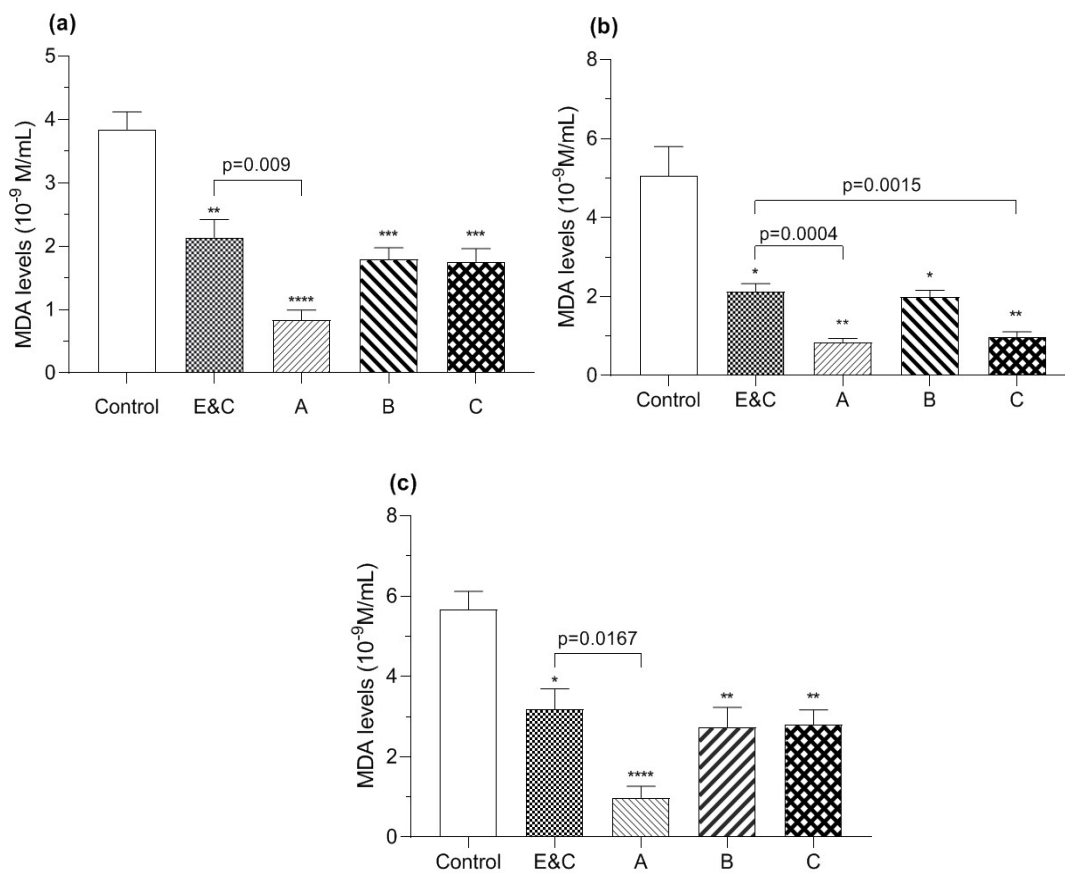 (a)
MDA levels (10⁻⁹ M/mL)
5
4
3
2
1
0
p=0.009
**
****
***
***
Control E&C A B C
(b)
MDA levels (10⁻⁹M/mL)
8
6
4
2
0
p=0.0015
p=0.0004
*
**
*
**
Control E&C A B C
(c)
MDA levels (10⁻⁹M/mL)
8
6
4
2
0
p=0.0167
*
****
**
**
Control E&C A B C